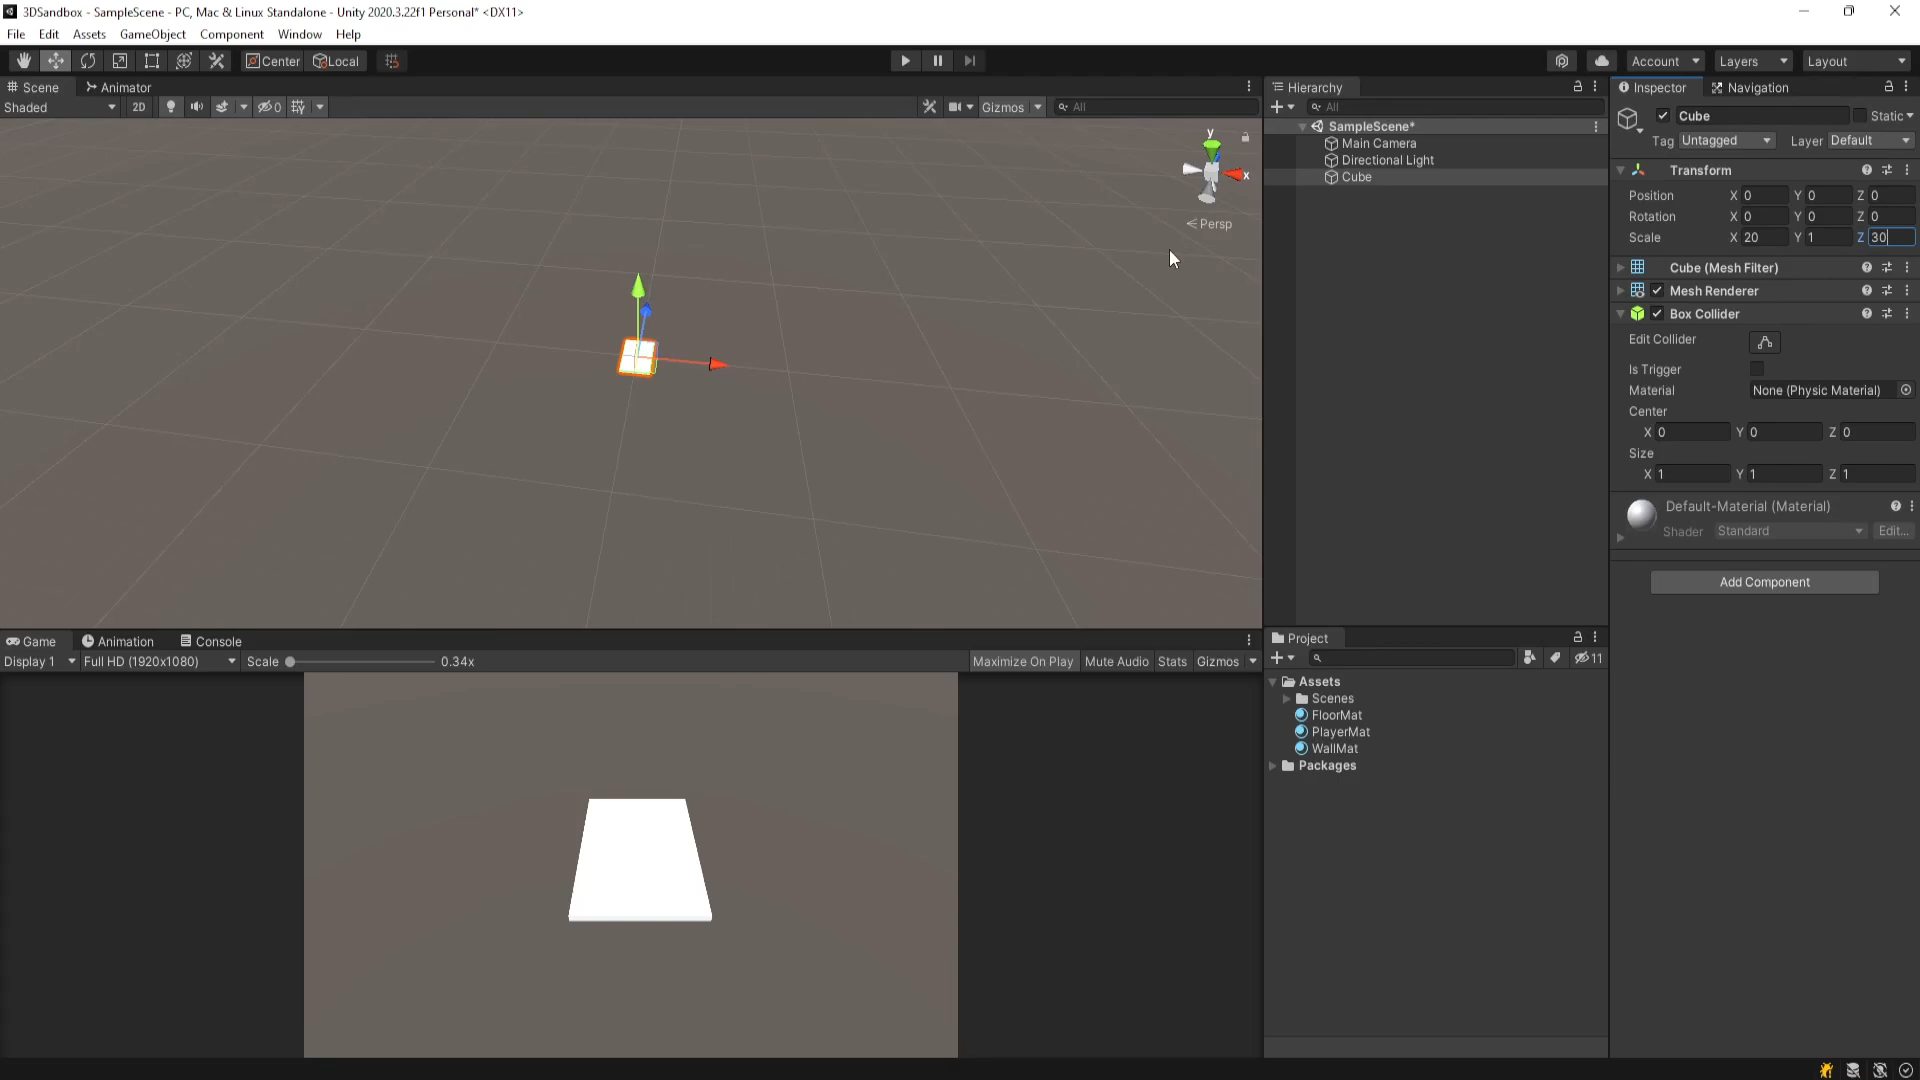 3DSandbox - SampleScene - PC, Mac & Linux Standalone - Unity 2020.3.22f1 Personal* <DX11>
File Edit Assets GameObject Component Window Help
Center Local
Account Layers Layout
Scene Animator
Shaded 2D 0 Gizmos All
y
x
Persp
Hierarchy
All
SampleScene*
Main Camera
Directional Light
Cube
Inspector Navigation
Cube Static
Tag Untagged Layer Default
Transform
Position X 0 Y 0 Z 0
Rotation X 0 Y 0 Z 0
Scale X 20 Y 1 Z 30
Cube (Mesh Filter)
Mesh Renderer
Box Collider
Edit Collider
Is Trigger
Material None (Physic Material)
Center
X 0 Y 0 Z 0
Size
X 1 Y 1 Z 1
Default-Material (Material)
Shader Standard Edit...
Add Component
Game Animation Console
Display 1 Full HD (1920x1080) Scale 0.34x Maximize On Play Mute Audio Stats Gizmos
Project
11
Assets
Scenes
FloorMat
PlayerMat
WallMat
Packages